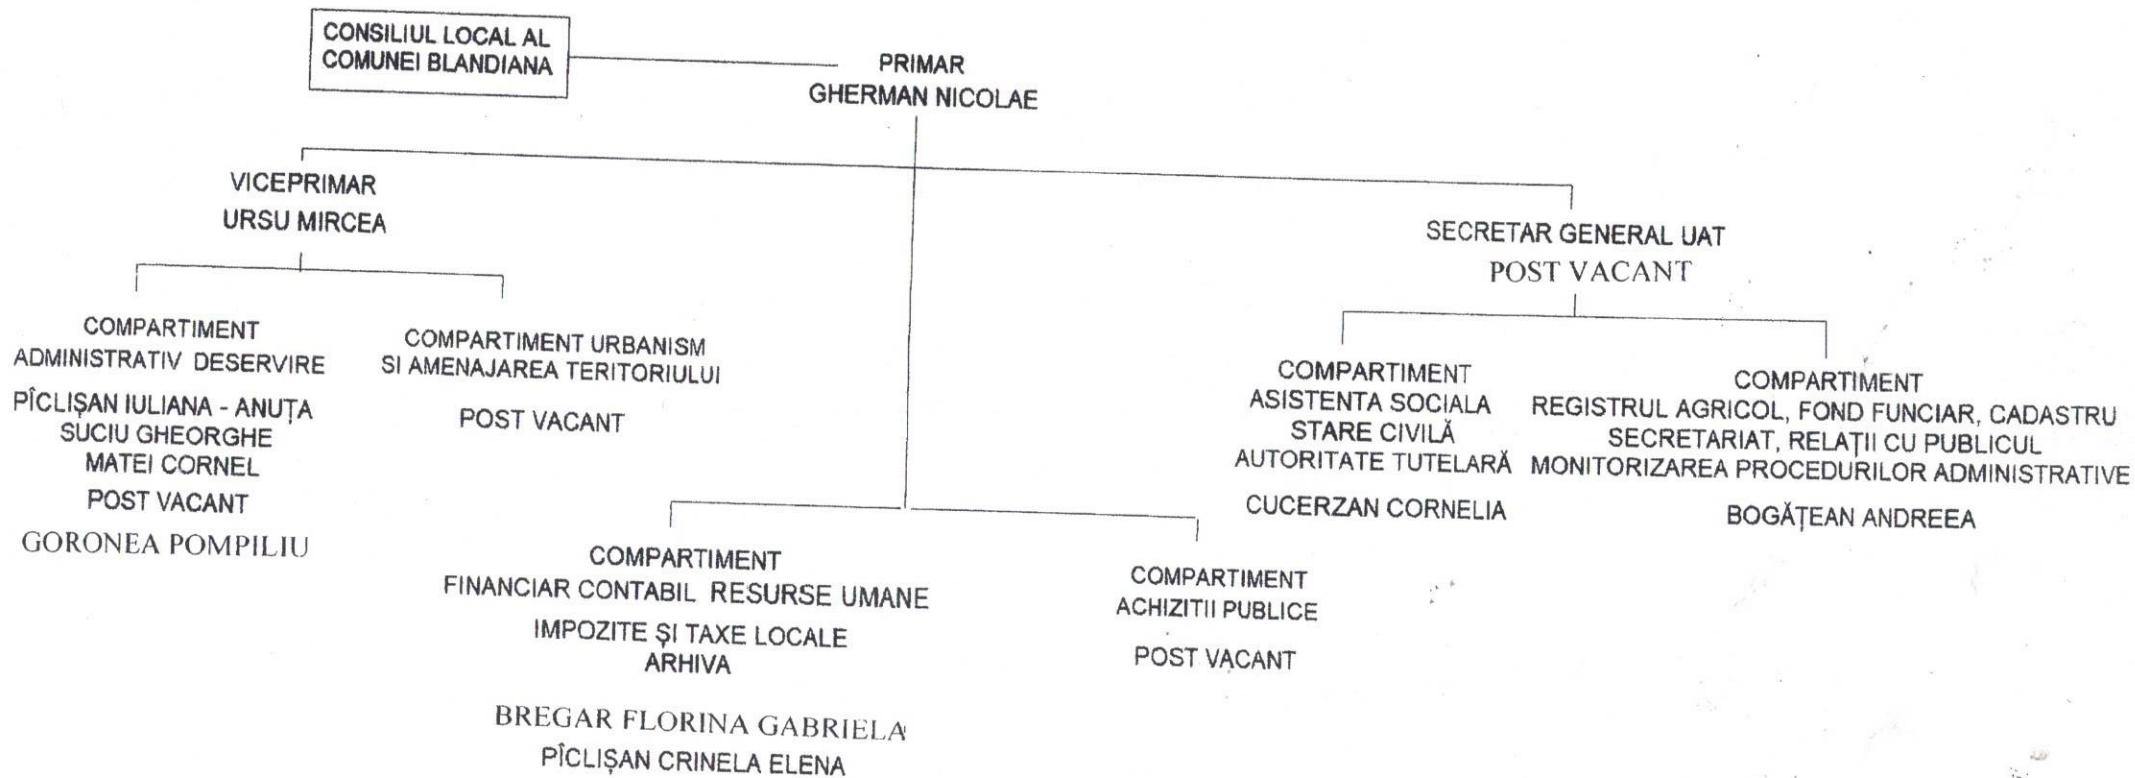 CONSILIUL LOCAL AL
COMUNEI BLANDIANA
PRIMAR
GHERMAN NICOLAE
VICEPRIMAR
URSU MIRCEA
SECRETAR GENERAL UAT
POST VACANT
COMPARTIMENT
ADMINISTRATIV DESERVIRE
PÎCLIȘAN IULIANA - ANUȚA
SUCIU GHEORGHE
MATEI CORNEL
POST VACANT
GORONEA POMPILIU
COMPARTIMENT URBANISM
SI AMENAJAREA TERITORIULUI
POST VACANT
COMPARTIMENT
FINANCIAR CONTABIL RESURSE UMANE
IMPOZITE ȘI TAXE LOCALE
ARHIVA
BREGAR FLORINA GABRIELA
PÎCLIȘAN CRINELA ELENA
COMPARTIMENT
ACHIZITII PUBLICE
POST VACANT
COMPARTIMENT
ASISTENTA SOCIALA
STARE CIVILĂ
AUTORITATE TUTELARĂ
CUCERZAN CORNELIA
COMPARTIMENT
REGISTRUL AGRICOL, FOND FUNCIAR, CADASTRU
SECRETARIAT, RELAȚII CU PUBLICUL
MONITORIZAREA PROCEDURILOR ADMINISTRATIVE
BOGĂȚEAN ANDREEA